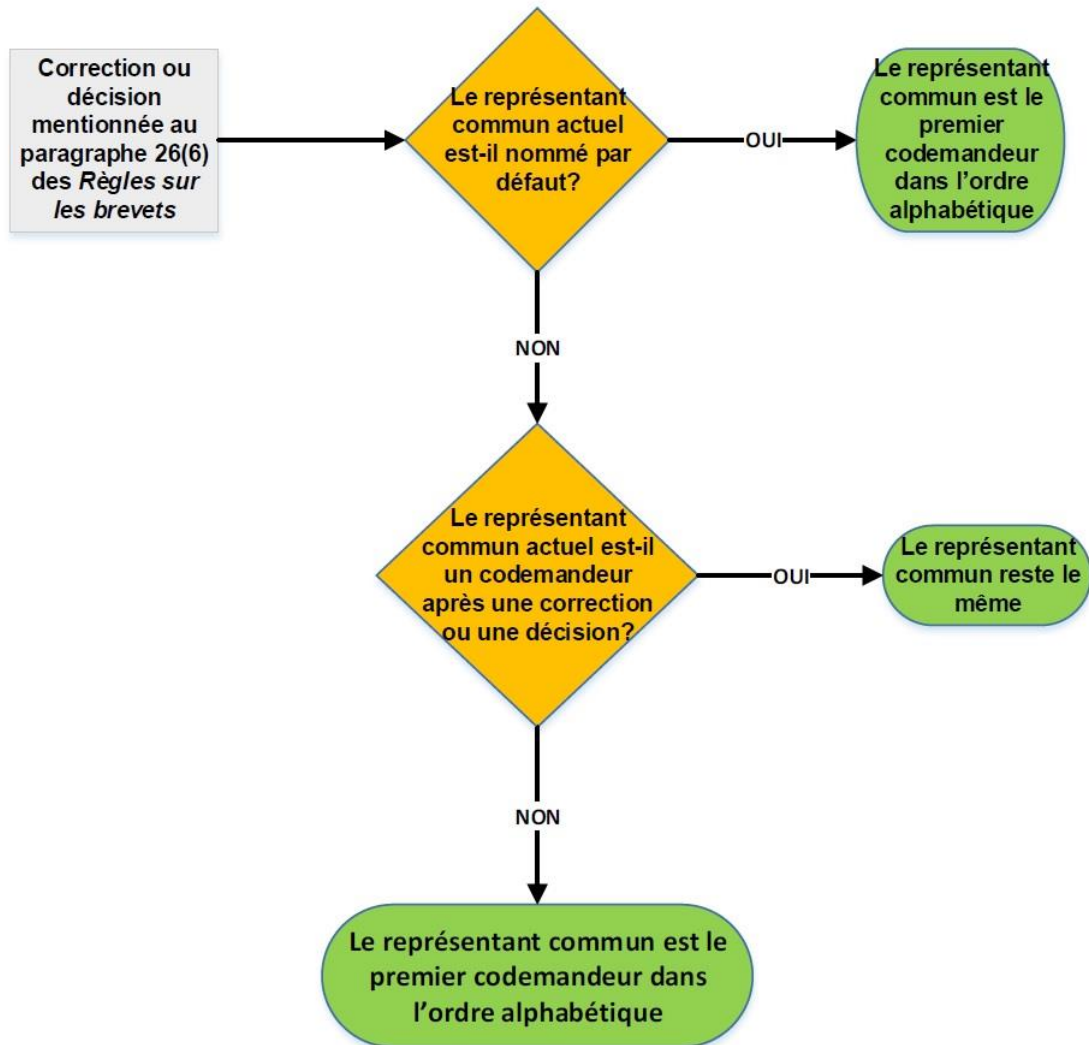 Correction ou
décision
mentionnée au
paragraphe 26(6)
des Règles sur
les brevets
Le représentant
commun actuel
est-il nommé par
défaut?
OUI
Le représentant
commun est le
premier
codemandeur
dans l’ordre
alphabétique
NON
Le représentant
commun actuel est-il
un codemandeur
après une correction
ou une décision?
OUI
Le représentant
commun reste le
même
NON
Le représentant commun est le
premier codemandeur dans
l’ordre alphabétique